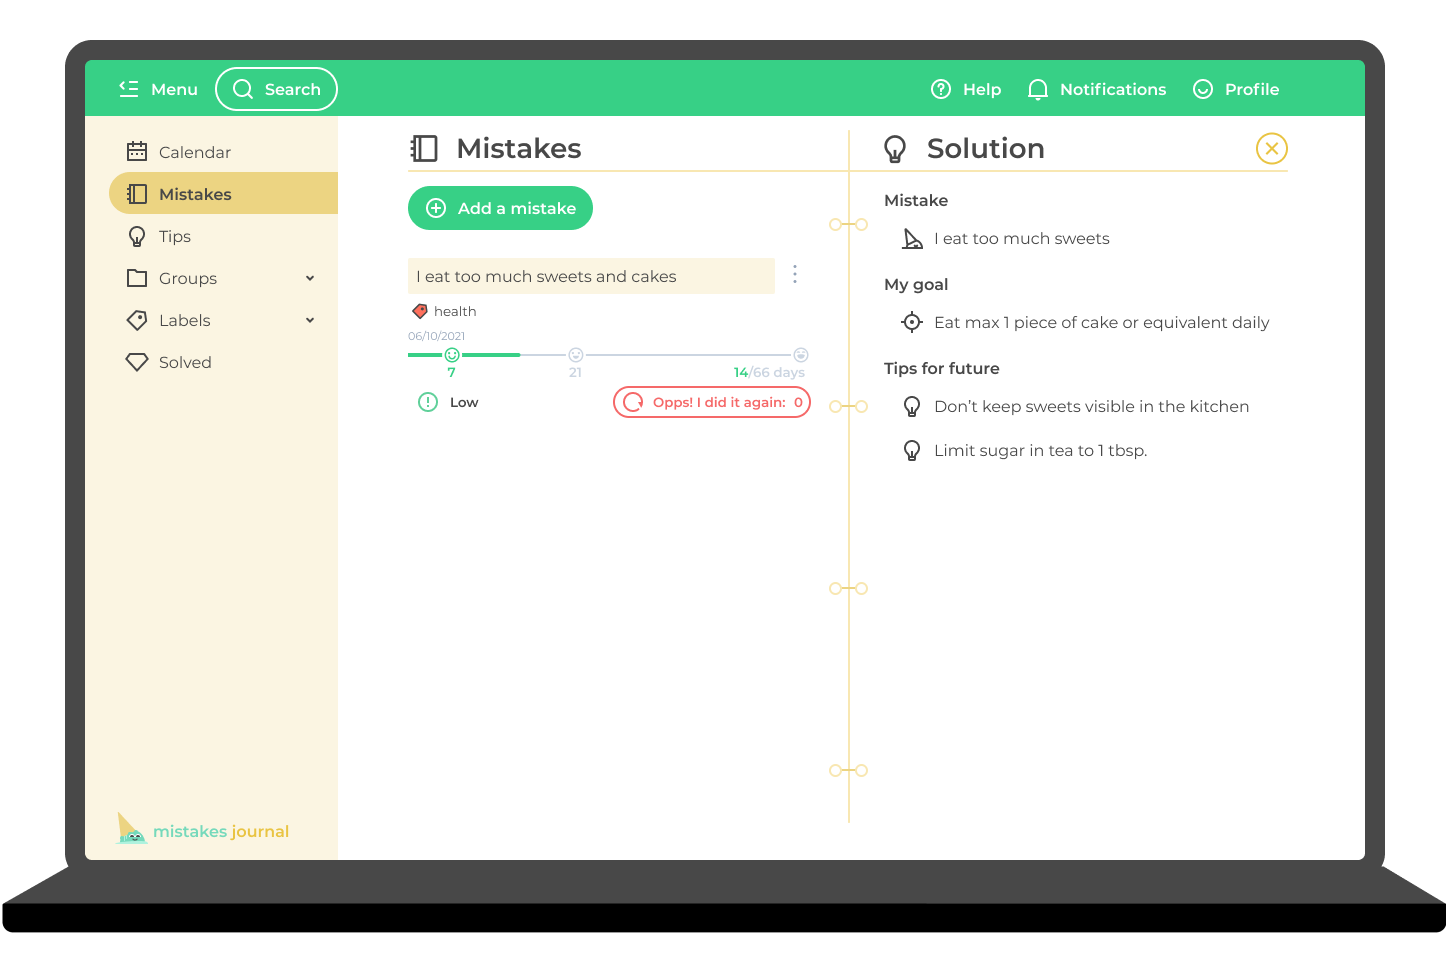 Menu
Search
Help
Notifications
Profile
Calendar
Mistakes
Tips
Groups
Labels
Solved
mistakes journal
Mistakes
Add a mistake
I eat too much sweets and cakes
health
06/10/2021
7
21
14/66 days
Low
Opps! I did it again: 0
Solution
Mistake
I eat too much sweets
My goal
Eat max 1 piece of cake or equivalent daily
Tips for future
Don’t keep sweets visible in the kitchen
Limit sugar in tea to 1 tbsp.